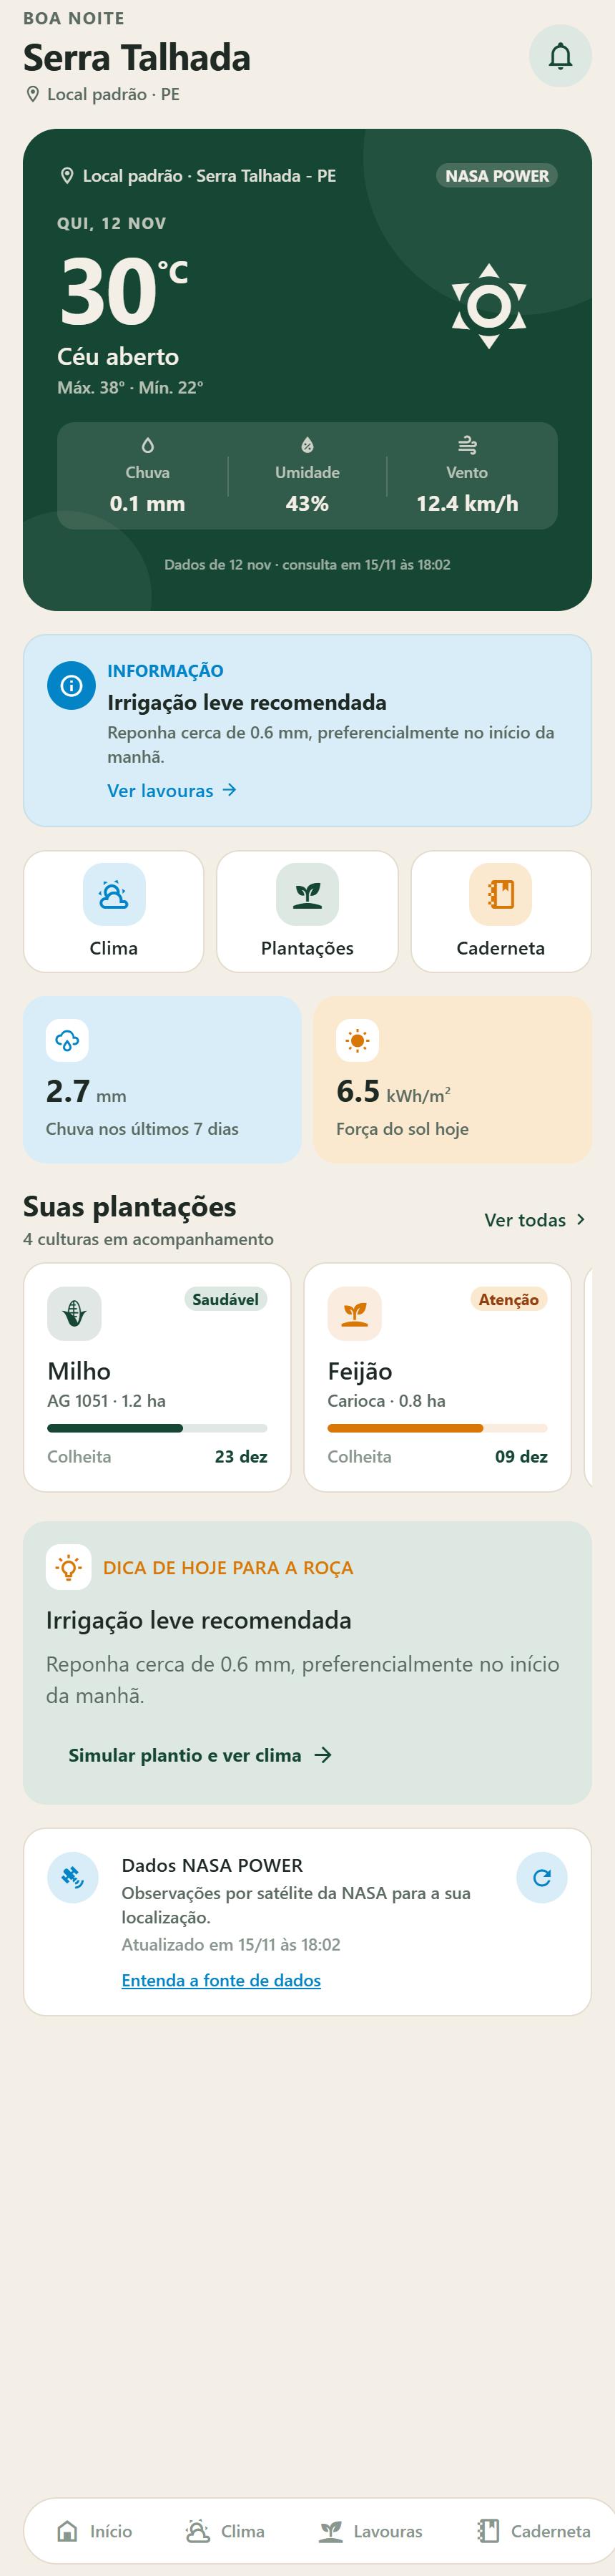 BOA NOITE
Serra Talhada
Local padrão · PE
Local padrão · Serra Talhada - PE
NASA POWER
QUI, 12 NOV
30°C
Céu aberto
Máx. 38° · Mín. 22°
Chuva
Umidade
Vento
0.1 mm
43%
12.4 km/h
Dados de 12 nov · consulta em 15/11 às 18:02
INFORMAÇÃO
Irrigação leve recomendada
Reponha cerca de 0.6 mm, preferencialmente no início da
manhã.
Ver lavouras
Clima
Plantações
Caderneta
2.7 mm
Chuva nos últimos 7 dias
6.5 kWh/m²
Força do sol hoje
Suas plantações
4 culturas em acompanhamento
Ver todas
Saudável
Milho
AG 1051 · 1.2 ha
Colheita
23 dez
Atenção
Feijão
Carioca · 0.8 ha
Colheita
09 dez
DICA DE HOJE PARA A ROÇA
Irrigação leve recomendada
Reponha cerca de 0.6 mm, preferencialmente no início
da manhã.
Simular plantio e ver clima
Dados NASA POWER
Observações por satélite da NASA para a sua
localização.
Atualizado em 15/11 às 18:02
Entenda a fonte de dados
Início
Clima
Lavouras
Caderneta